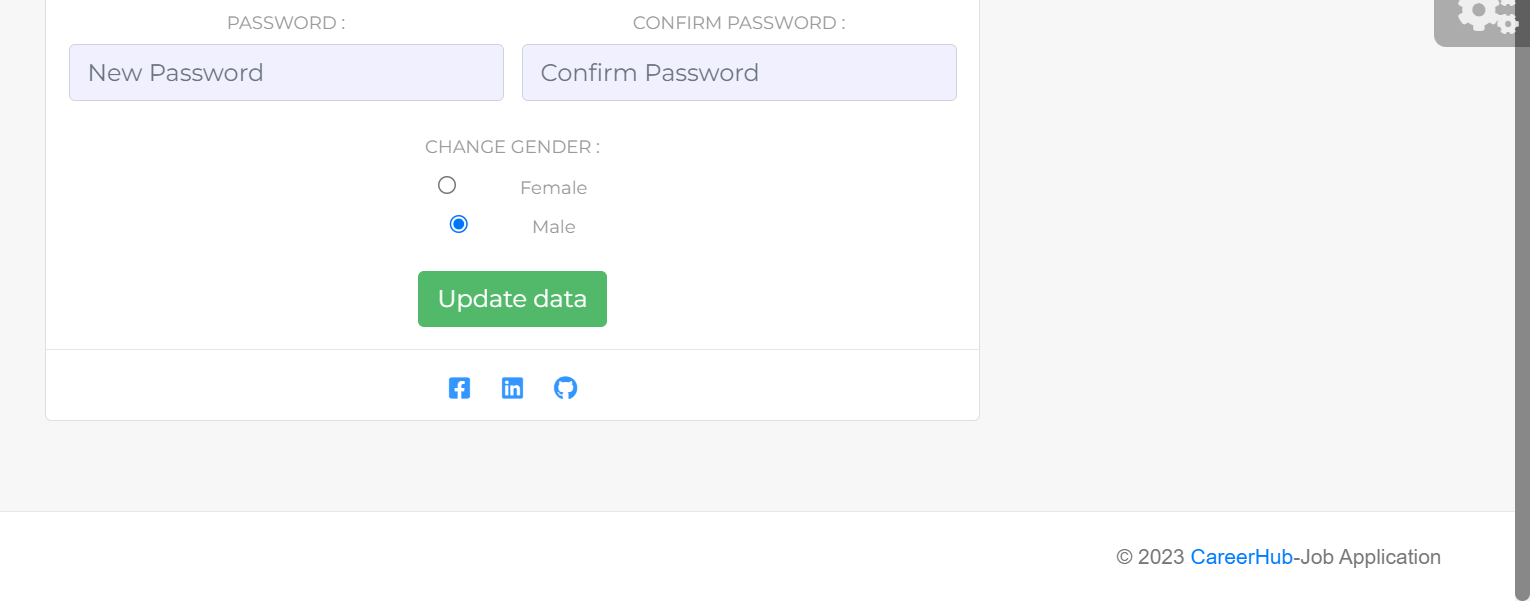 PASSWORD : CONFIRM PASSWORD :
New Password Confirm Password
CHANGE GENDER :
Female
Male
Update data
© 2023 CareerHub-Job Application